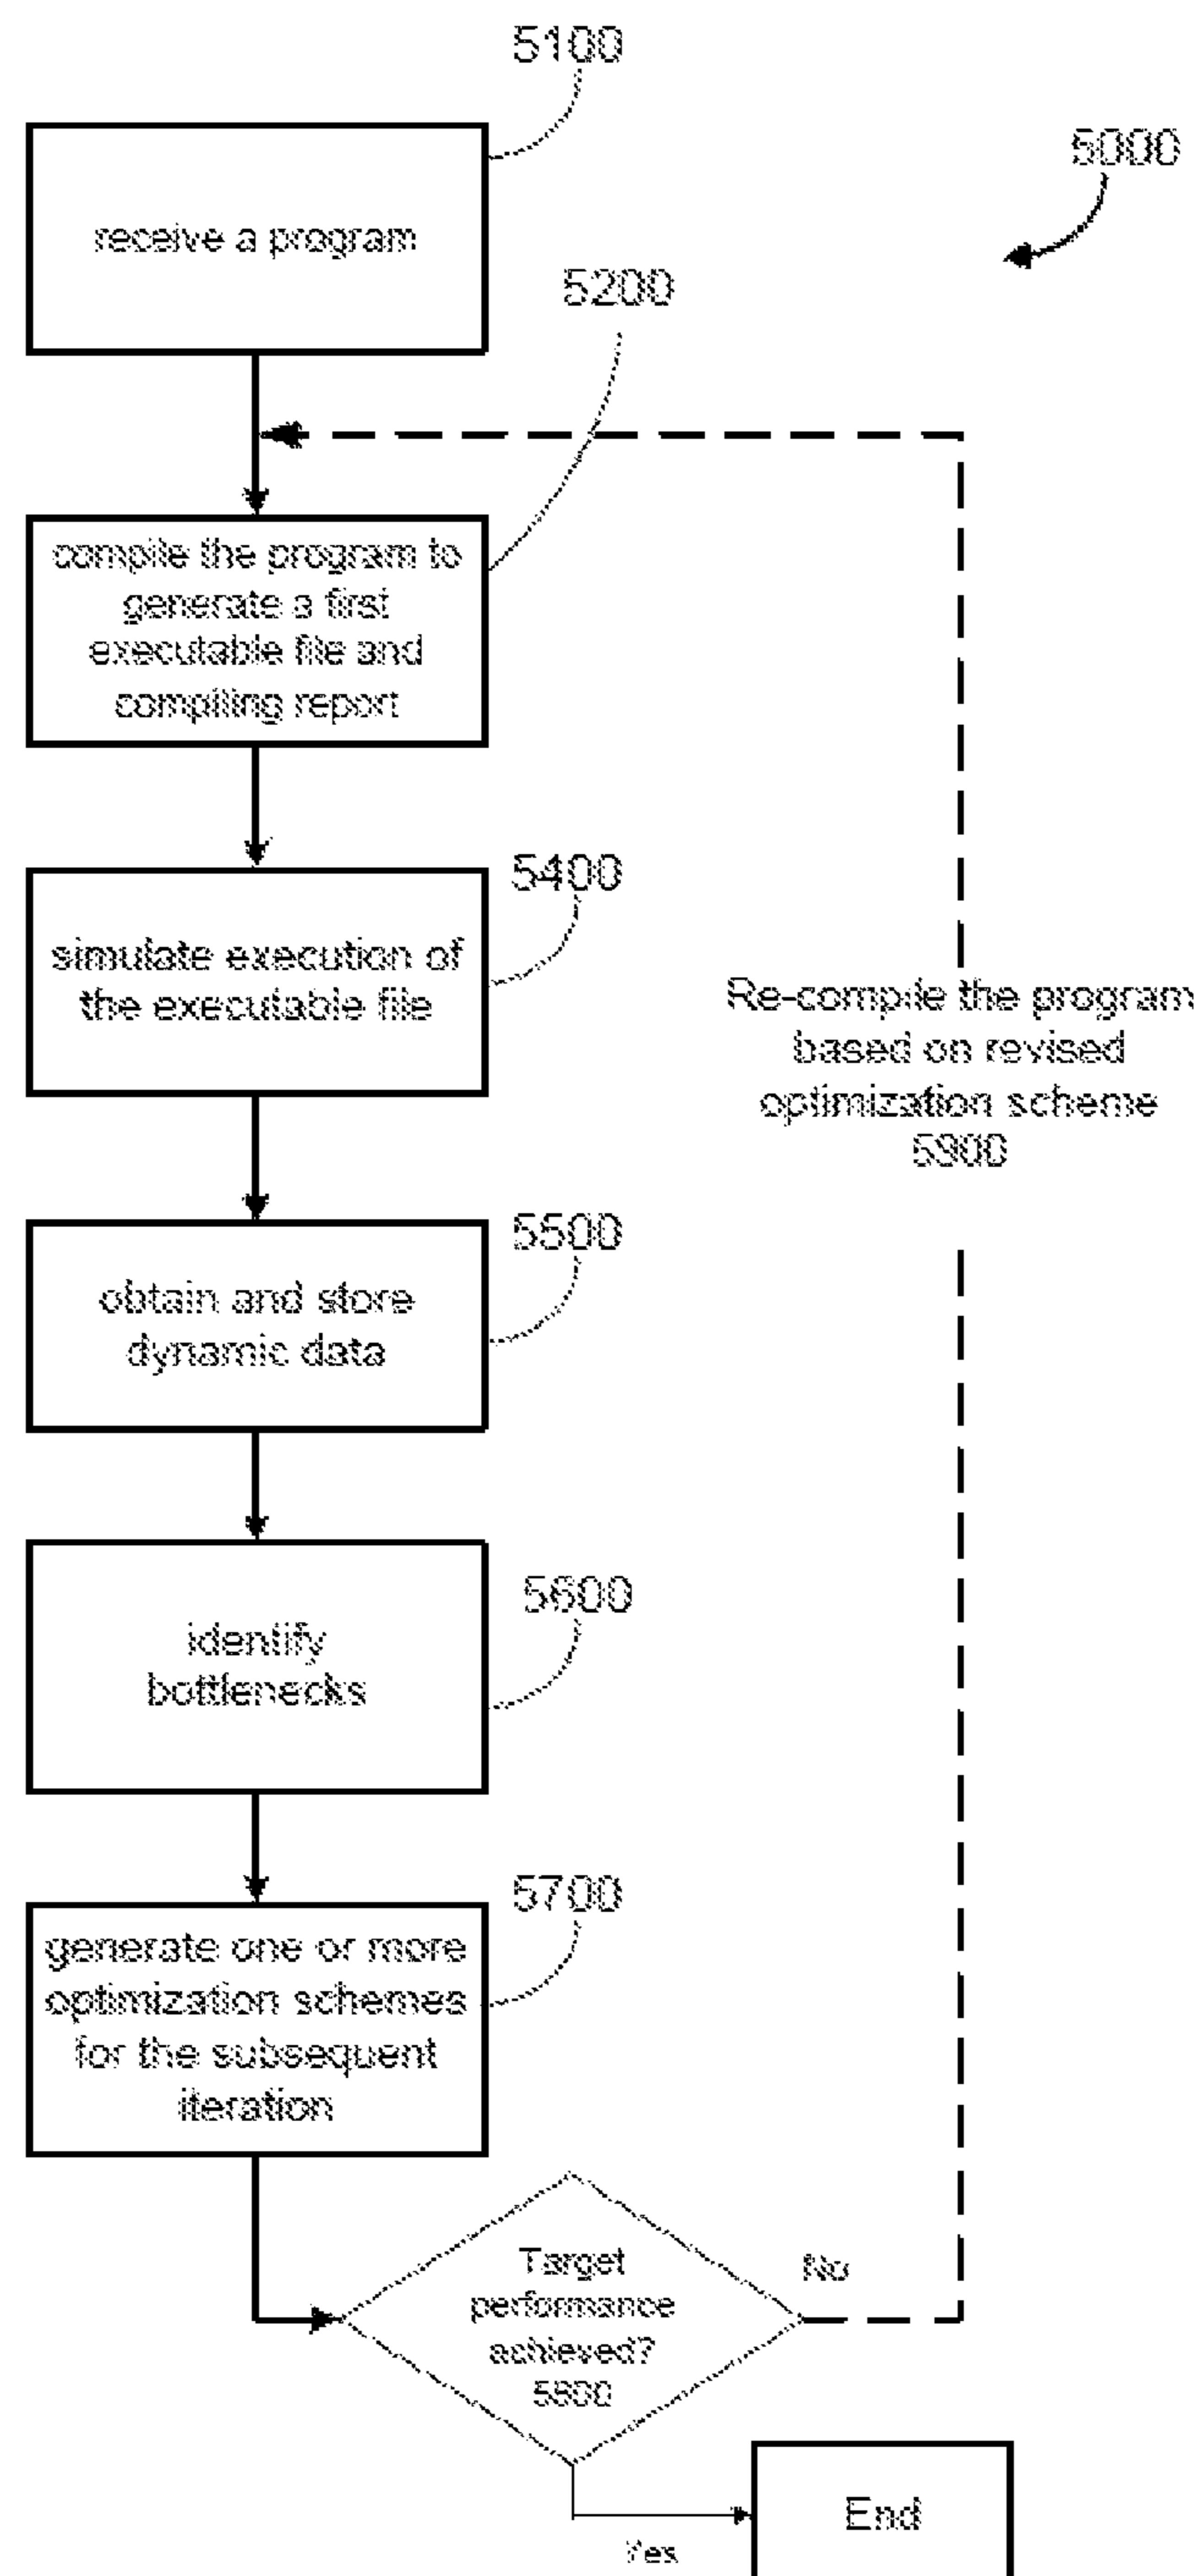 5100
5000
receive a program
5200
compile the program to
generate a first
executable file and
compiling report
5400
simulate execution of
the executable file
Re-compile the program
based on revised
optimization scheme
5900
5500
obtain and store
dynamic data
5600
identify
bottlenecks
5700
generate one or more
optimization schemes
for the subsequent
iteration
Target
performance
achieved?
5800
No
Yes
End